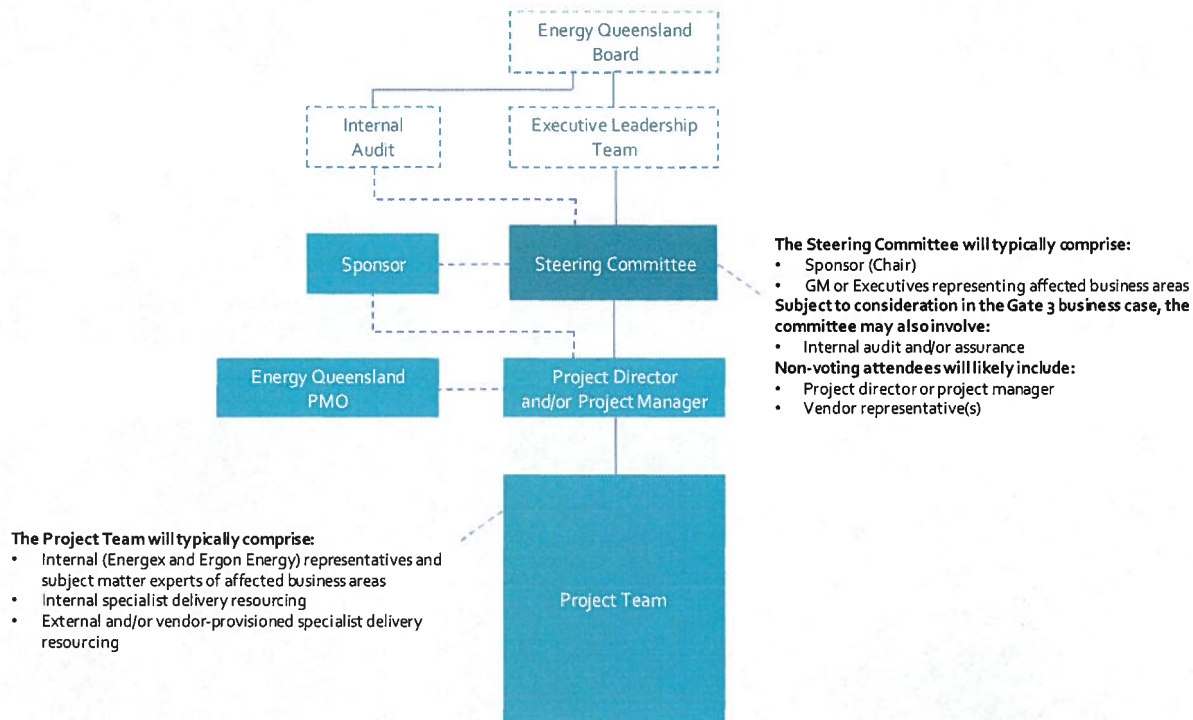 Energy Queensland
Board
Internal
Audit
Executive Leadership
Team
Sponsor
Steering Committee
The Steering Committee will typically comprise:
• Sponsor (Chair)
• GM or Executives representing affected business areas
Subject to consideration in the Gate 3 business case, the
committee may also involve:
• Internal audit and/or assurance
Non-voting attendees will likely include:
• Project director or project manager
• Vendor representative(s)
Energy Queensland
PMO
Project Director
and/or Project Manager
The Project Team will typically comprise:
• Internal (Energex and Ergon Energy) representatives and
subject matter experts of affected business areas
• Internal specialist delivery resourcing
• External and/or vendor-provisioned specialist delivery
resourcing
Project Team